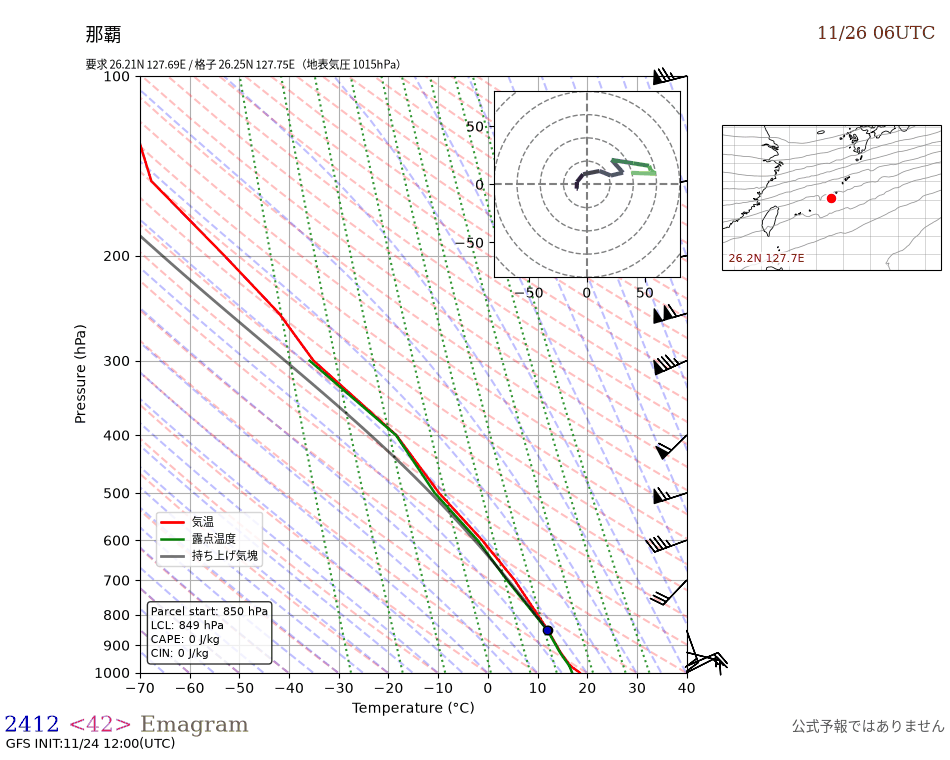 那覇
11/26 06UTC
要求 26.21N 127.69E / 格子 26.25N 127.75E（地表気圧 1015hPa）
100
200
300
400
500
600
700
800
900
1000
Pressure (hPa)
−70 −60 −50 −40 −30 −20 −10 0 10 20 30 40
Temperature (°C)
50
0
−50
−50 0 50
気温
露点温度
持ち上げ気塊
Parcel start: 850 hPa
LCL: 849 hPa
CAPE: 0 J/kg
CIN: 0 J/kg
26.2N 127.7E
2412 <42> Emagram
公式予報ではありません
GFS INIT:11/24 12:00(UTC)